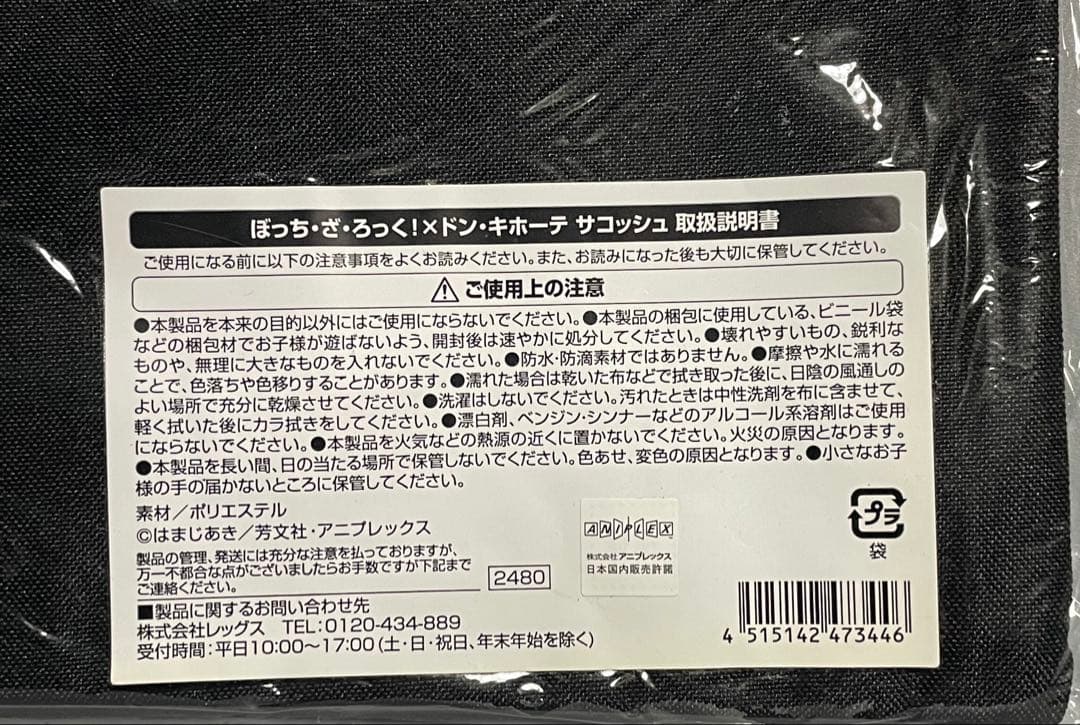 ぼっち・ざ・ろっく!×ドン・キホーテ サコッシュ 取扱説明書
ご使用になる前に以下の注意事項をよくお読みください。また、お読みになった後も大切に保管してください。
ご使用上の注意
●本製品を本来の目的以外にはご使用にならないでください。●本製品の梱包に使用している、ビニール袋
などの梱包材でお子様が遊ばないよう、開封後は速やかに処分してください。●壊れやすいもの、鋭利な
ものや、無理に大きなものを入れないでください。●防水・防滴素材ではありません。●摩擦や水に濡れる
ことで、色落ちや色移りすることがあります。●濡れた場合は乾いた布などで拭き取った後に、日陰の風通しの
よい場所で充分に乾燥させてください。●洗濯はしないでください。汚れたときは中性洗剤を布に含ませて、
軽く拭いた後にカラ拭きをしてください。●漂白剤、ベンジン・シンナーなどのアルコール系溶剤はご使用
にならないでください。●本製品を火気などの熱源の近くに置かないでください。火災の原因となります。
●本製品を長い間、日の当たる場所で保管しないでください。色あせ、変色の原因となります。●小さなお子
様の手の届かないところに保管してください。
素材/ポリエステル
©はまじあき/芳文社・アニプレックス
製品の管理、発送には充分な注意を払っておりますが、
万一不都合な点がございましたらお手数ですが下記まで
ご連絡ください。
2480
■製品に関するお問い合わせ先
株式会社レッグス TEL:0120-434-889
受付時間:平日10:00～17:00(土・日・祝日、年末年始を除く)
ANIPLEX
株式会社アニプレックス
日本国内販売許諾
プラ
袋
4 515142 473446